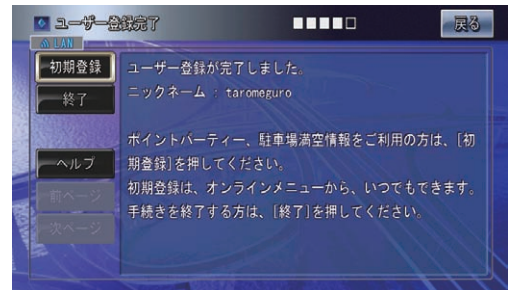 ユーザー登録完了
戻る
LAN
初期登録
終了
ヘルプ
前ページ
次ページ
ユーザー登録が完了しました。
ニックネーム : taromeguro
ポイントパーティー、駐車場満空情報をご利用の方は、[初
期登録]を押してください。
初期登録は、オンラインメニューから、いつでもできます。
手続きを終了する方は、[終了]を押してください。